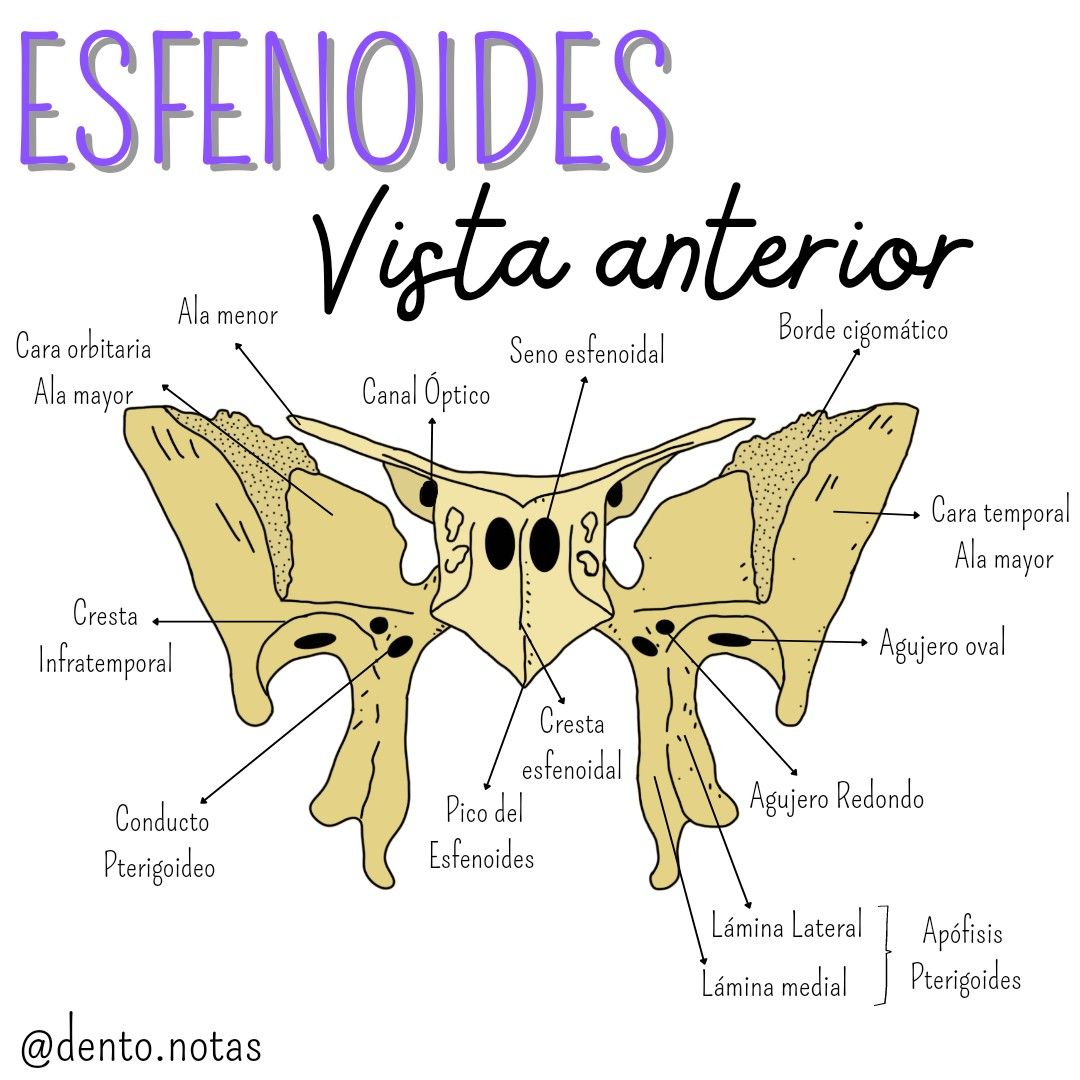 ESFENOIDES
Vista anterior
Ala menor
Cara orbitaria
Ala mayor
Canal Óptico
Seno esfenoidal
Borde cigomático
Cara temporal
Ala mayor
Cresta
Infratemporal
Agujero oval
Cresta
esfenoidal
Conducto
Pterigoideo
Pico del
Esfenoides
Agujero Redondo
Lámina Lateral
Lámina medial
Apófisis
Pterigoides
@dento.notas